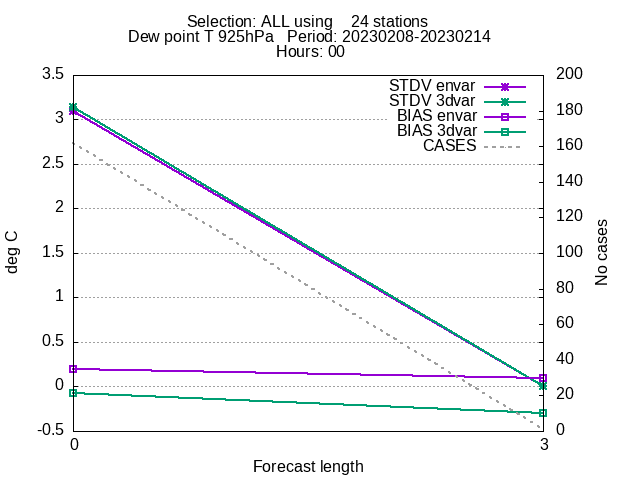 Selection: ALL using    24 stations
Dew point T 925hPa   Period: 20230208-20230214
Hours: 00
STDV envar
STDV 3dvar
BIAS envar
BIAS 3dvar
CASES
3.5
3
2.5
2
1.5
1
0.5
0
-0.5
deg C
200
180
160
140
120
100
80
60
40
20
0
No cases
0
3
Forecast length